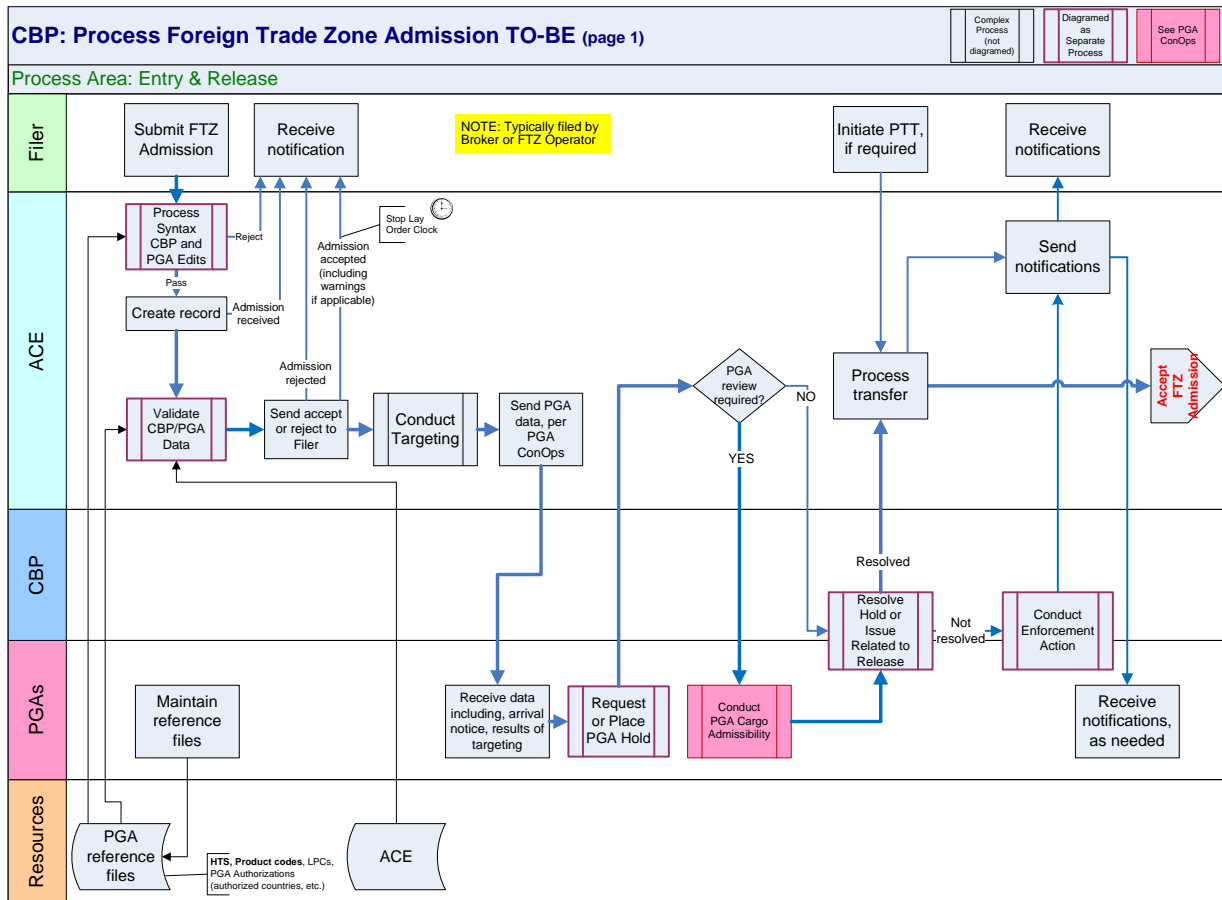 CBP: Process Foreign Trade Zone Admission TO-BE (page 1)
Complex
Process
(not
diagramed)
Diagramed
as
Separate
Process
See PGA
ConOps
Process Area: Entry & Release
Filer
Submit FTZ
Admission
Receive
notification
NOTE: Typically filed by
Broker or FTZ Operator
Initiate PTT,
if required
Receive
notifications
ACE
Process
Syntax
CBP and
PGA Edits
Reject
Stop Lay
Order Clock
Admission
accepted
(including
warnings
if applicable)
Send
notifications
Pass
Create record
Admission
received
Admission
rejected
PGA
review
required?
NO
Process
transfer
Accept
FTZ
Admission
Validate
CBP/PGA
Data
Send accept
or reject to
Filer
Conduct
Targeting
Send PGA
data, per
PGA
ConOps
YES
CBP
Resolved
Resolve
Hold or
Issue
Related to
Release
Not
resolved
Conduct
Enforcement
Action
PGAs
Maintain
reference
files
Receive data
including, arrival
notice, results of
targeting
Request
or Place
PGA Hold
Conduct
PGA Cargo
Admissibility
Receive
notifications,
as needed
Resources
PGA
reference
files
HTS, Product codes, LPCs,
PGA Authorizations
(authorized countries, etc.)
ACE